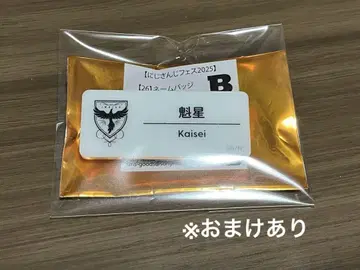 【にじさんじフェス2025】
【26】ネームバッジ
B
魁星
Kaisei
※おまけあり